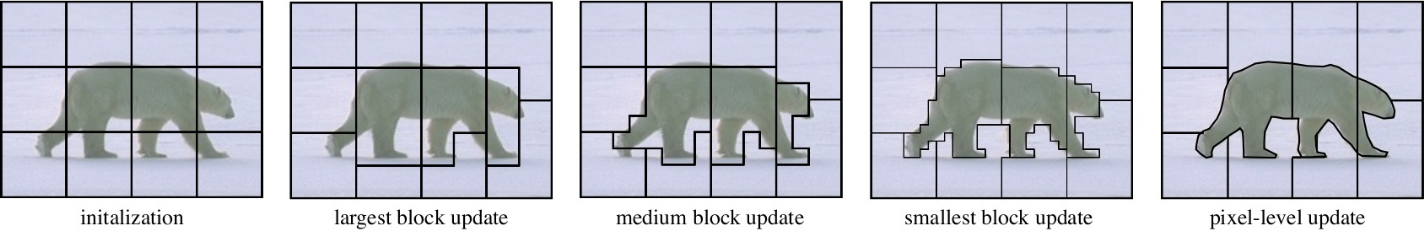 initalization
largest block update
medium block update
smallest block update
pixel-level update